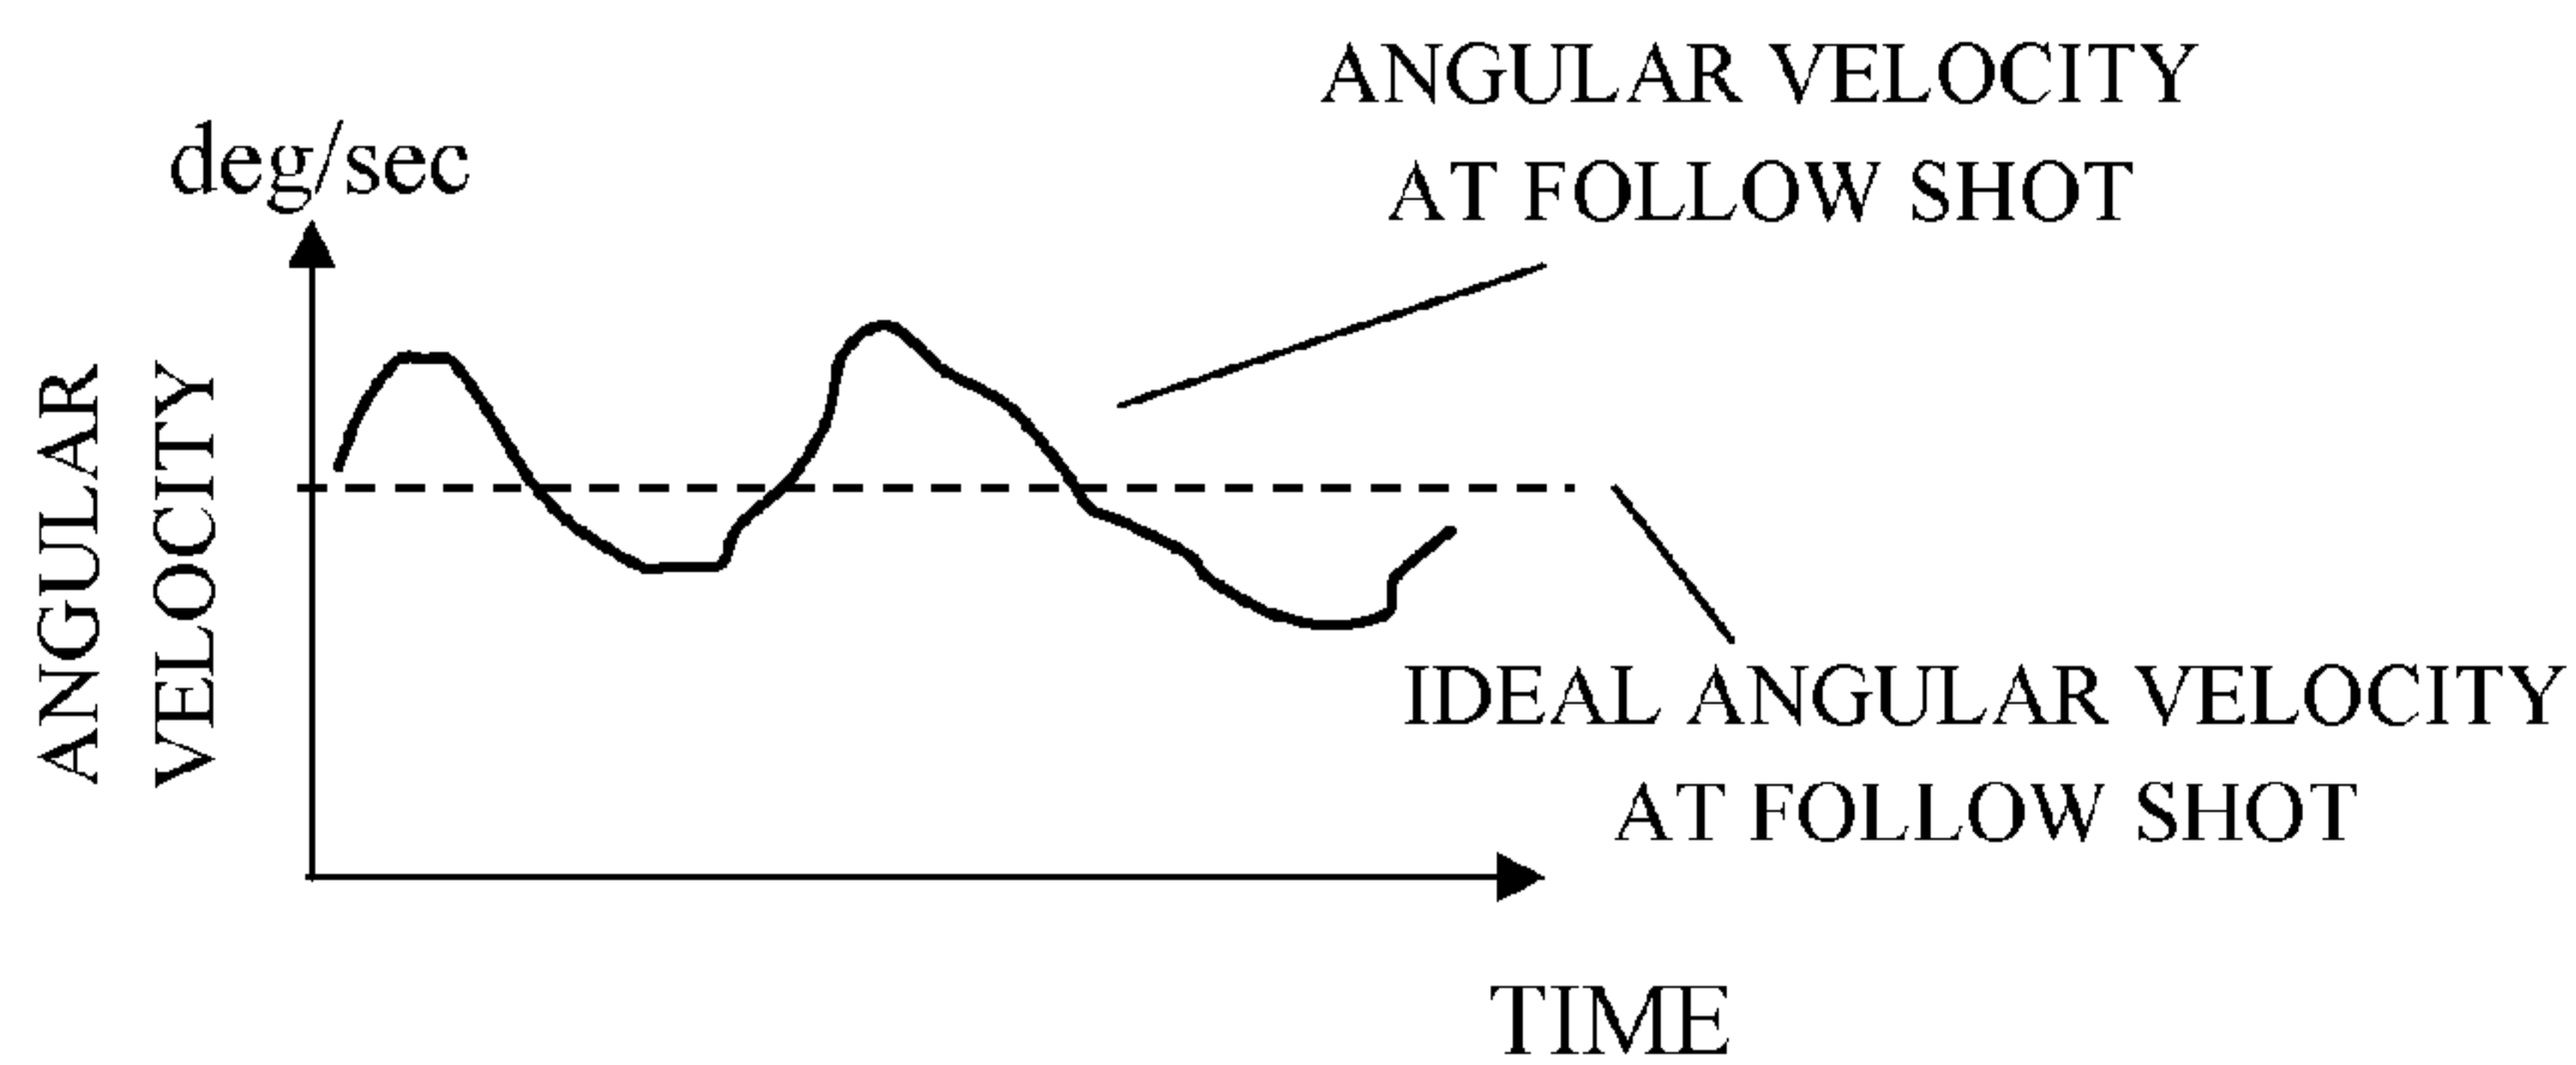 ANGULAR VELOCITY
AT FOLLOW SHOT
deg/sec
ANGULAR
VELOCITY
IDEAL ANGULAR VELOCITY
AT FOLLOW SHOT
TIME